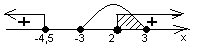 + +
-4,5 -3 2 3 x